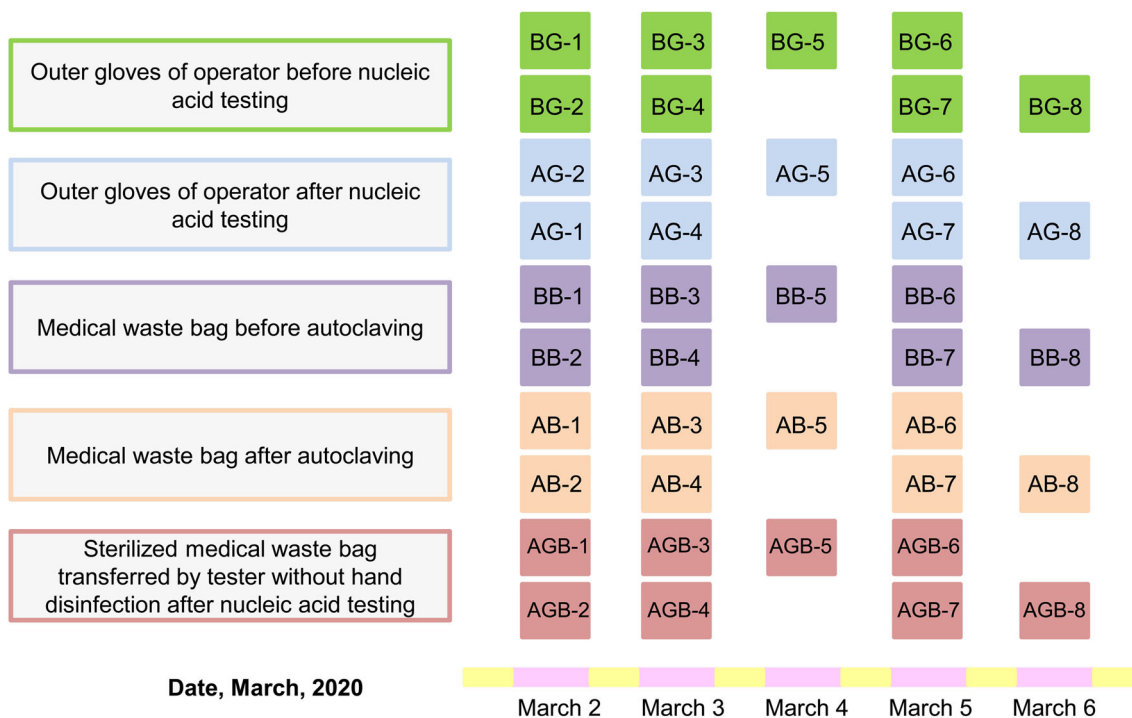 BG-1 BG-3 BG-5 BG-6
Outer gloves of operator before nucleic
acid testing
BG-2 BG-4 BG-7 BG-8
AG-2 AG-3 AG-5 AG-6
Outer gloves of operator after nucleic
acid testing
AG-1 AG-4 AG-7 AG-8
BB-1 BB-3 BB-5 BB-6
Medical waste bag before autoclaving
BB-2 BB-4 BB-7 BB-8
AB-1 AB-3 AB-5 AB-6
Medical waste bag after autoclaving
AB-2 AB-4 AB-7 AB-8
AGB-1 AGB-3 AGB-5 AGB-6
Sterilized medical waste bag
transferred by tester without hand
disinfection after nucleic acid testing
AGB-2 AGB-4 AGB-7 AGB-8
Date, March, 2020
March 2 March 3 March 4 March 5 March 6